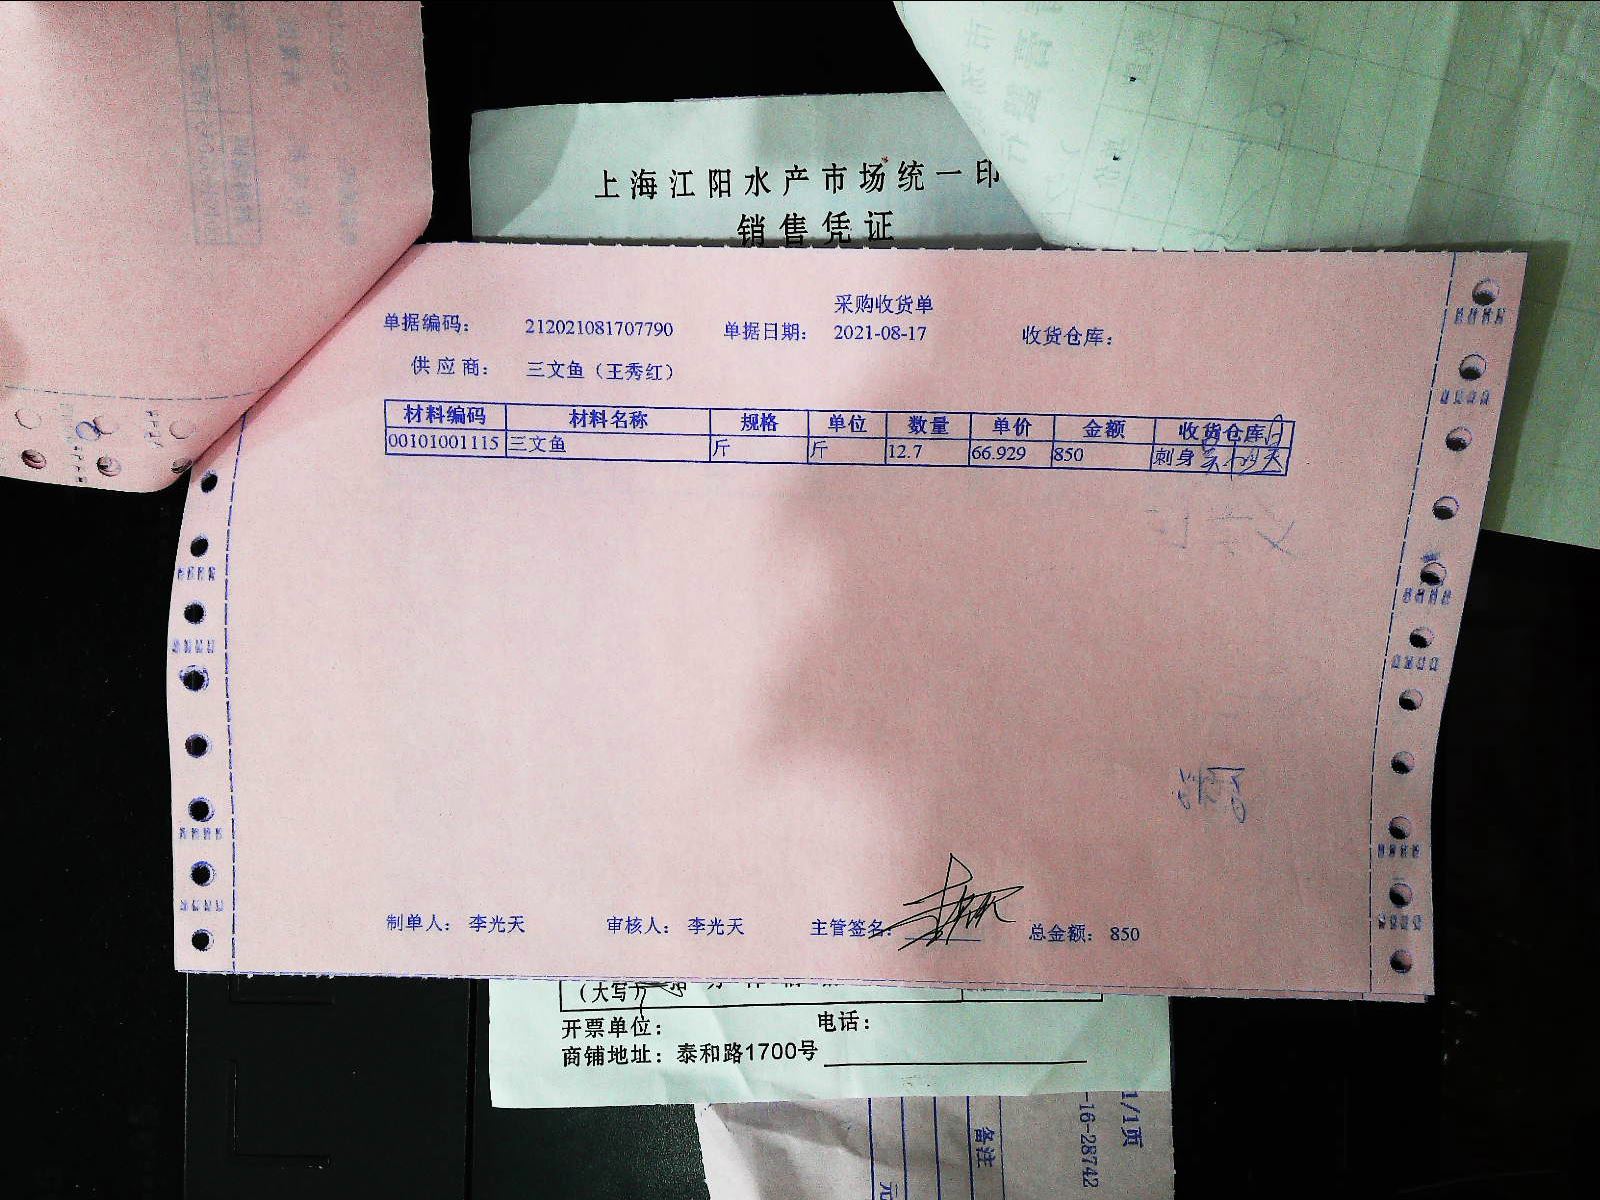 上海江阳水产市场统一印
销售凭证
采购收货单
单据编码： 212021081707790 单据日期： 2021-08-17 收货仓库：
供应商： 三文鱼（王秀红）
材料编码 材料名称 规格 单位 数量 单价 金额 收货仓库
00101001115 三文鱼 斤 斤 12.7 66.929 850 刺身
制单人： 李光天 审核人： 李光天 主管签名： 总金额： 850
（大写）
开票单位： 电话：
商铺地址：泰和路1700号
1/1页
-16-28742
备注
元